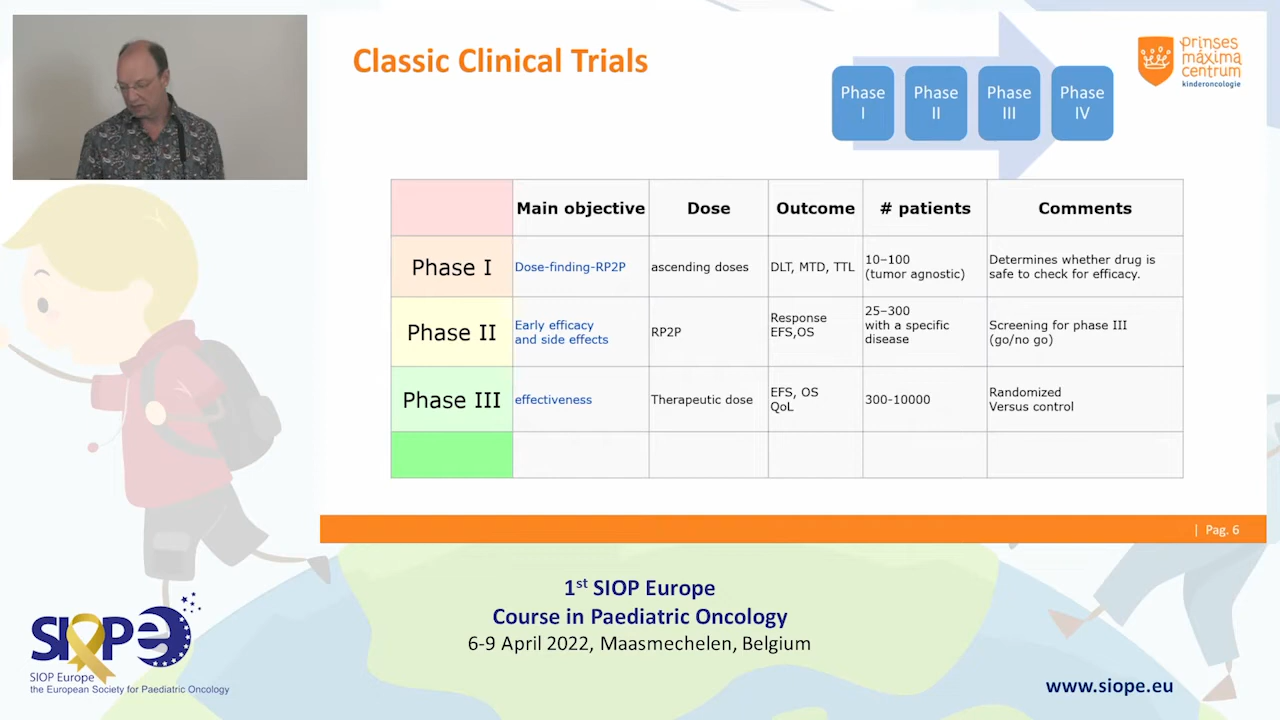 Classic Clinical Trials
Phase
I
Phase
II
Phase
III
Phase
IV
prinses
máxima
centrum
kinderoncologie
Main objective
Dose
Outcome
# patients
Comments
Phase I
Dose-finding-RP2P
ascending doses
DLT, MTD, TTL
10–100
(tumor agnostic)
Determines whether drug is
safe to check for efficacy.
Phase II
Early efficacy
and side effects
RP2P
Response
EFS,OS
25–300
with a specific
disease
Screening for phase III
(go/no go)
Phase III
effectiveness
Therapeutic dose
EFS, OS
QoL
300-10000
Randomized
Versus control
| Pag. 6
1st SIOP Europe
Course in Paediatric Oncology
6-9 April 2022, Maasmechelen, Belgium
SIOP e
SIOP Europe
the European Society for Paediatric Oncology
www.siope.eu